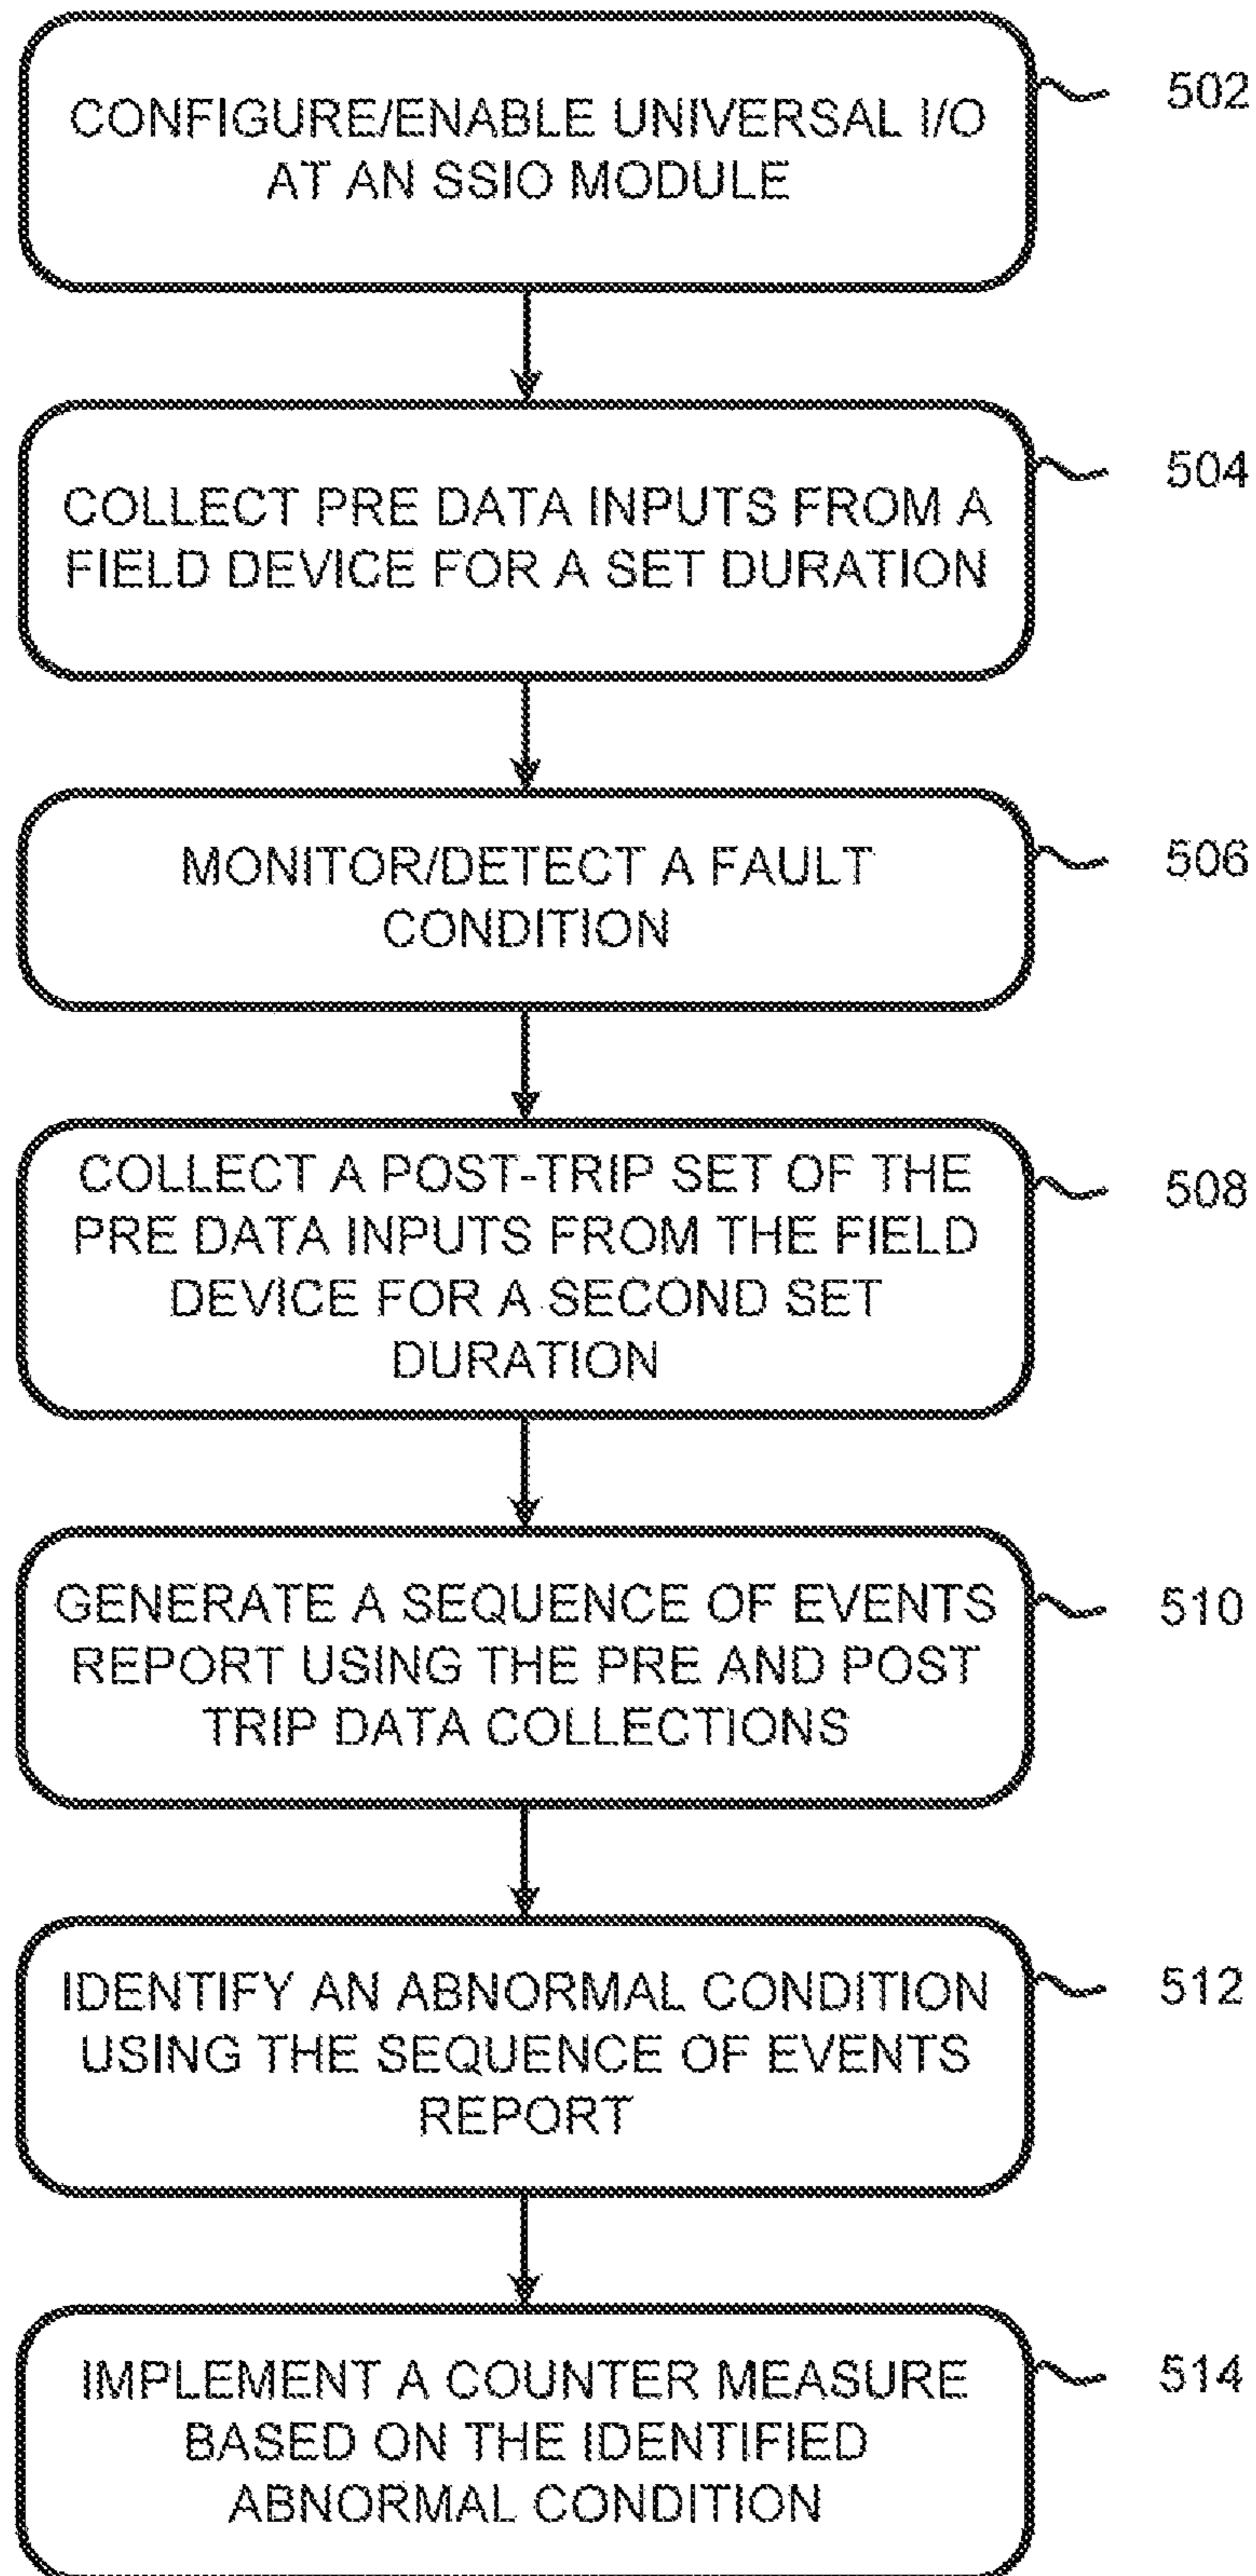 CONFIGURE/ENABLE UNIVERSAL I/O
AT AN SSIO MODULE
502
COLLECT PRE DATA INPUTS FROM A
FIELD DEVICE FOR A SET DURATION
504
MONITOR/DETECT A FAULT
CONDITION
506
COLLECT A POST-TRIP SET OF THE
PRE DATA INPUTS FROM THE FIELD
DEVICE FOR A SECOND SET
DURATION
508
GENERATE A SEQUENCE OF EVENTS
REPORT USING THE PRE AND POST
TRIP DATA COLLECTIONS
510
IDENTIFY AN ABNORMAL CONDITION
USING THE SEQUENCE OF EVENTS
REPORT
512
IMPLEMENT A COUNTER MEASURE
BASED ON THE IDENTIFIED
ABNORMAL CONDITION
514